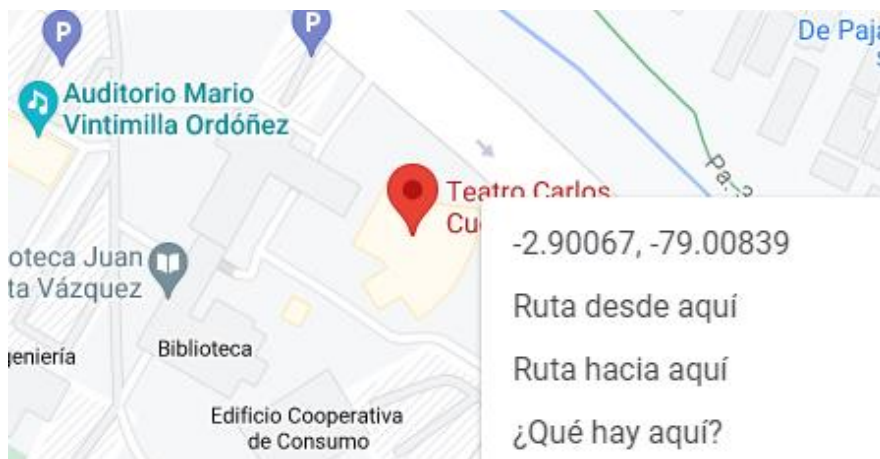 P
P
De Paja
Auditorio Mario
Vintimilla Ordóñez
Teatro Carlos
Cu
-2.90067, -79.00839
oteca Juan
ta Vázquez
Ruta desde aquí
geniería
Biblioteca
Ruta hacia aquí
Edificio Cooperativa
de Consumo
¿Qué hay aquí?